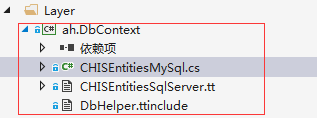 Layer
ah.DbContext
依赖项
CHISEntitiesMySql.cs
CHISEntitiesSqlServer.tt
DbHelper.ttinclude